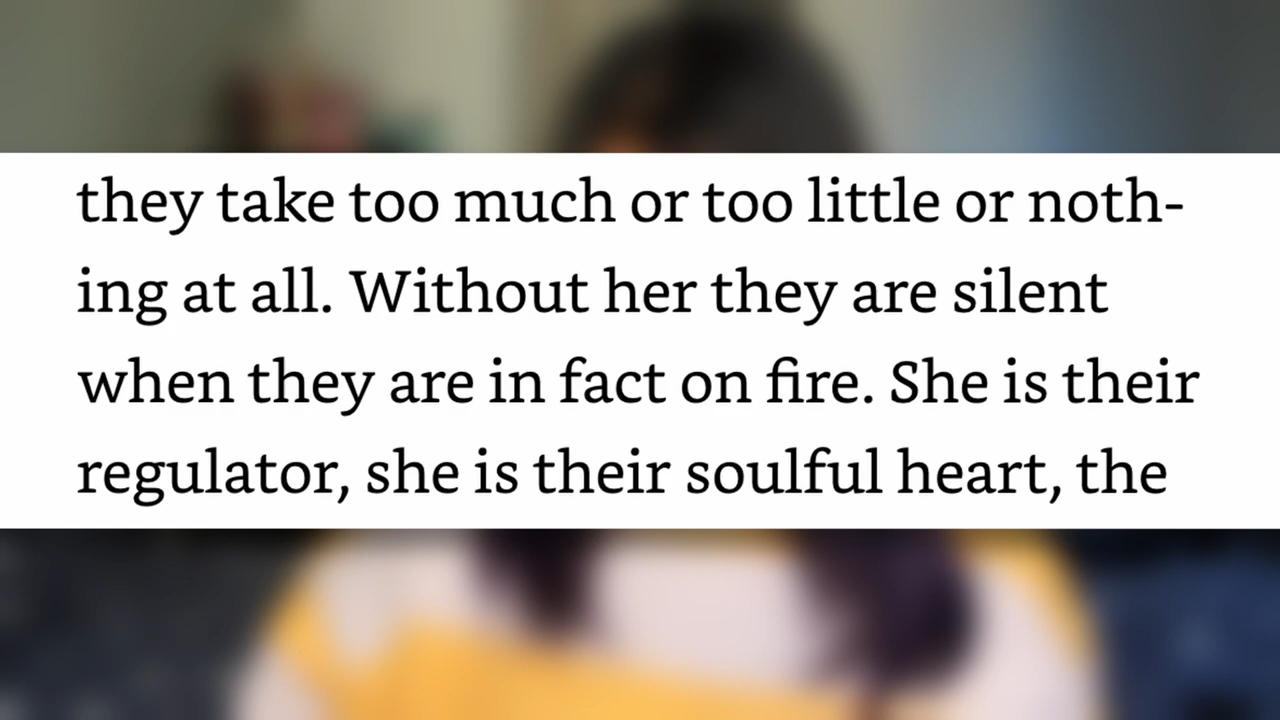 they take too much or too little or noth-
ing at all. Without her they are silent
when they are in fact on fire. She is their
regulator, she is their soulful heart, the